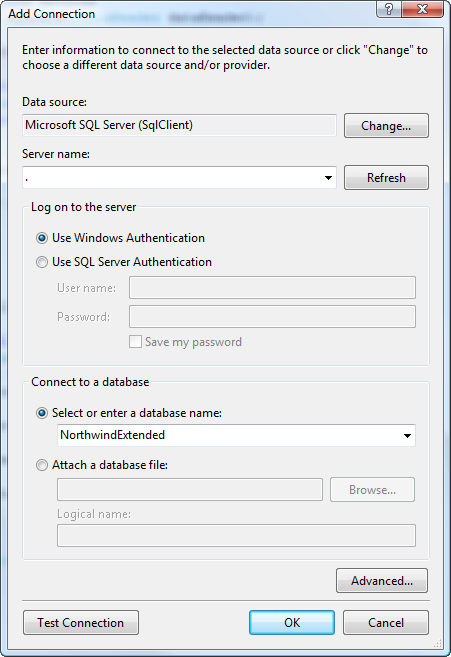 Add Connection
?
Enter information to connect to the selected data source or click "Change" to
choose a different data source and/or provider.
Data source:
Microsoft SQL Server (SqlClient)
Change...
Server name:
.
Refresh
Log on to the server
Use Windows Authentication
Use SQL Server Authentication
User name:
Password:
Save my password
Connect to a database
Select or enter a database name:
NorthwindExtended
Attach a database file:
Browse...
Logical name:
Advanced...
Test Connection
OK
Cancel